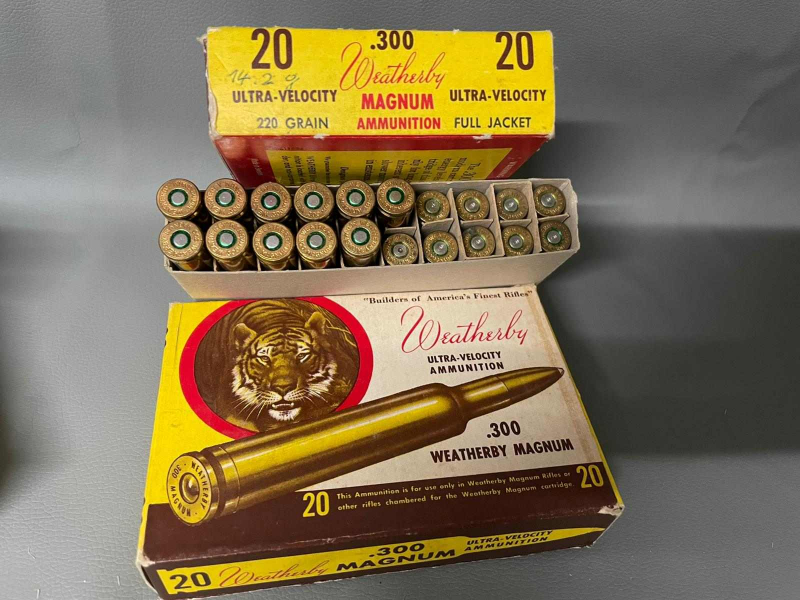 20 .300 20
14.2 g Weatherby
ULTRA-VELOCITY MAGNUM ULTRA-VELOCITY
220 GRAIN AMMUNITION FULL JACKET
"Builders of America's Finest Rifles"
Weatherby
ULTRA-VELOCITY
AMMUNITION
.300
WEATHERBY MAGNUM
300 WEATHERBY MAGNUM
20 This Ammunition is for use only in Weatherby Magnum Rifles or 20
other rifles chambered for the Weatherby Magnum cartridge.
20 Weatherby .300 MAGNUM ULTRA-VELOCITY AMMUNITION